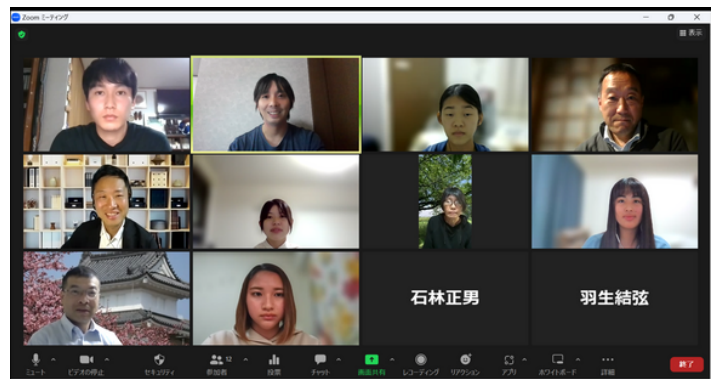 Zoom ミーティング
表示
石林正男
羽生結弦
ミュート
ビデオの停止
セキュリティ
12
参加者
投票
チャット
画面共有
レコーディング
リアクション
アプリ
ホワイトボード
詳細
終了